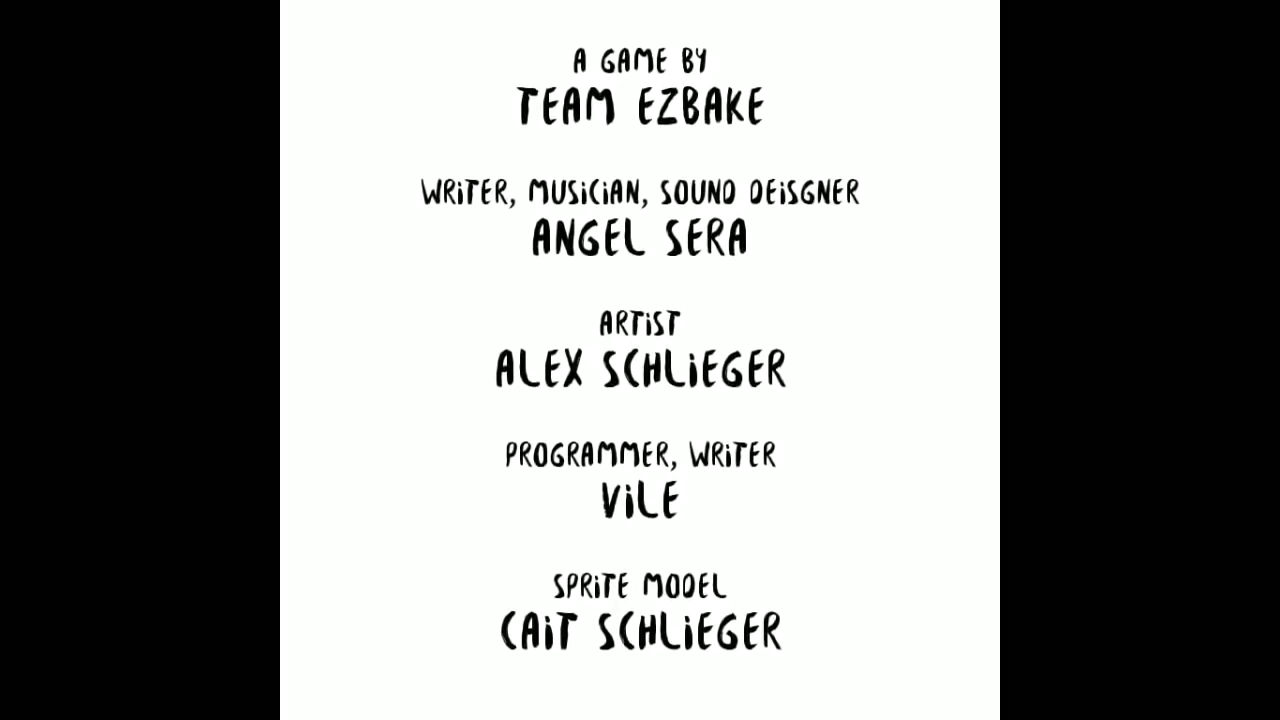 A GAME BY
TEAM EZBAKE
WRiTER, MUSiCiAN, SOUND DEiSGNER
ANGEL SERA
ARTiST
ALEX SCHLiEGER
PROGRAMMER, WRiTER
ViLE
SPRiTE MODEL
CAiT SCHLiEGER